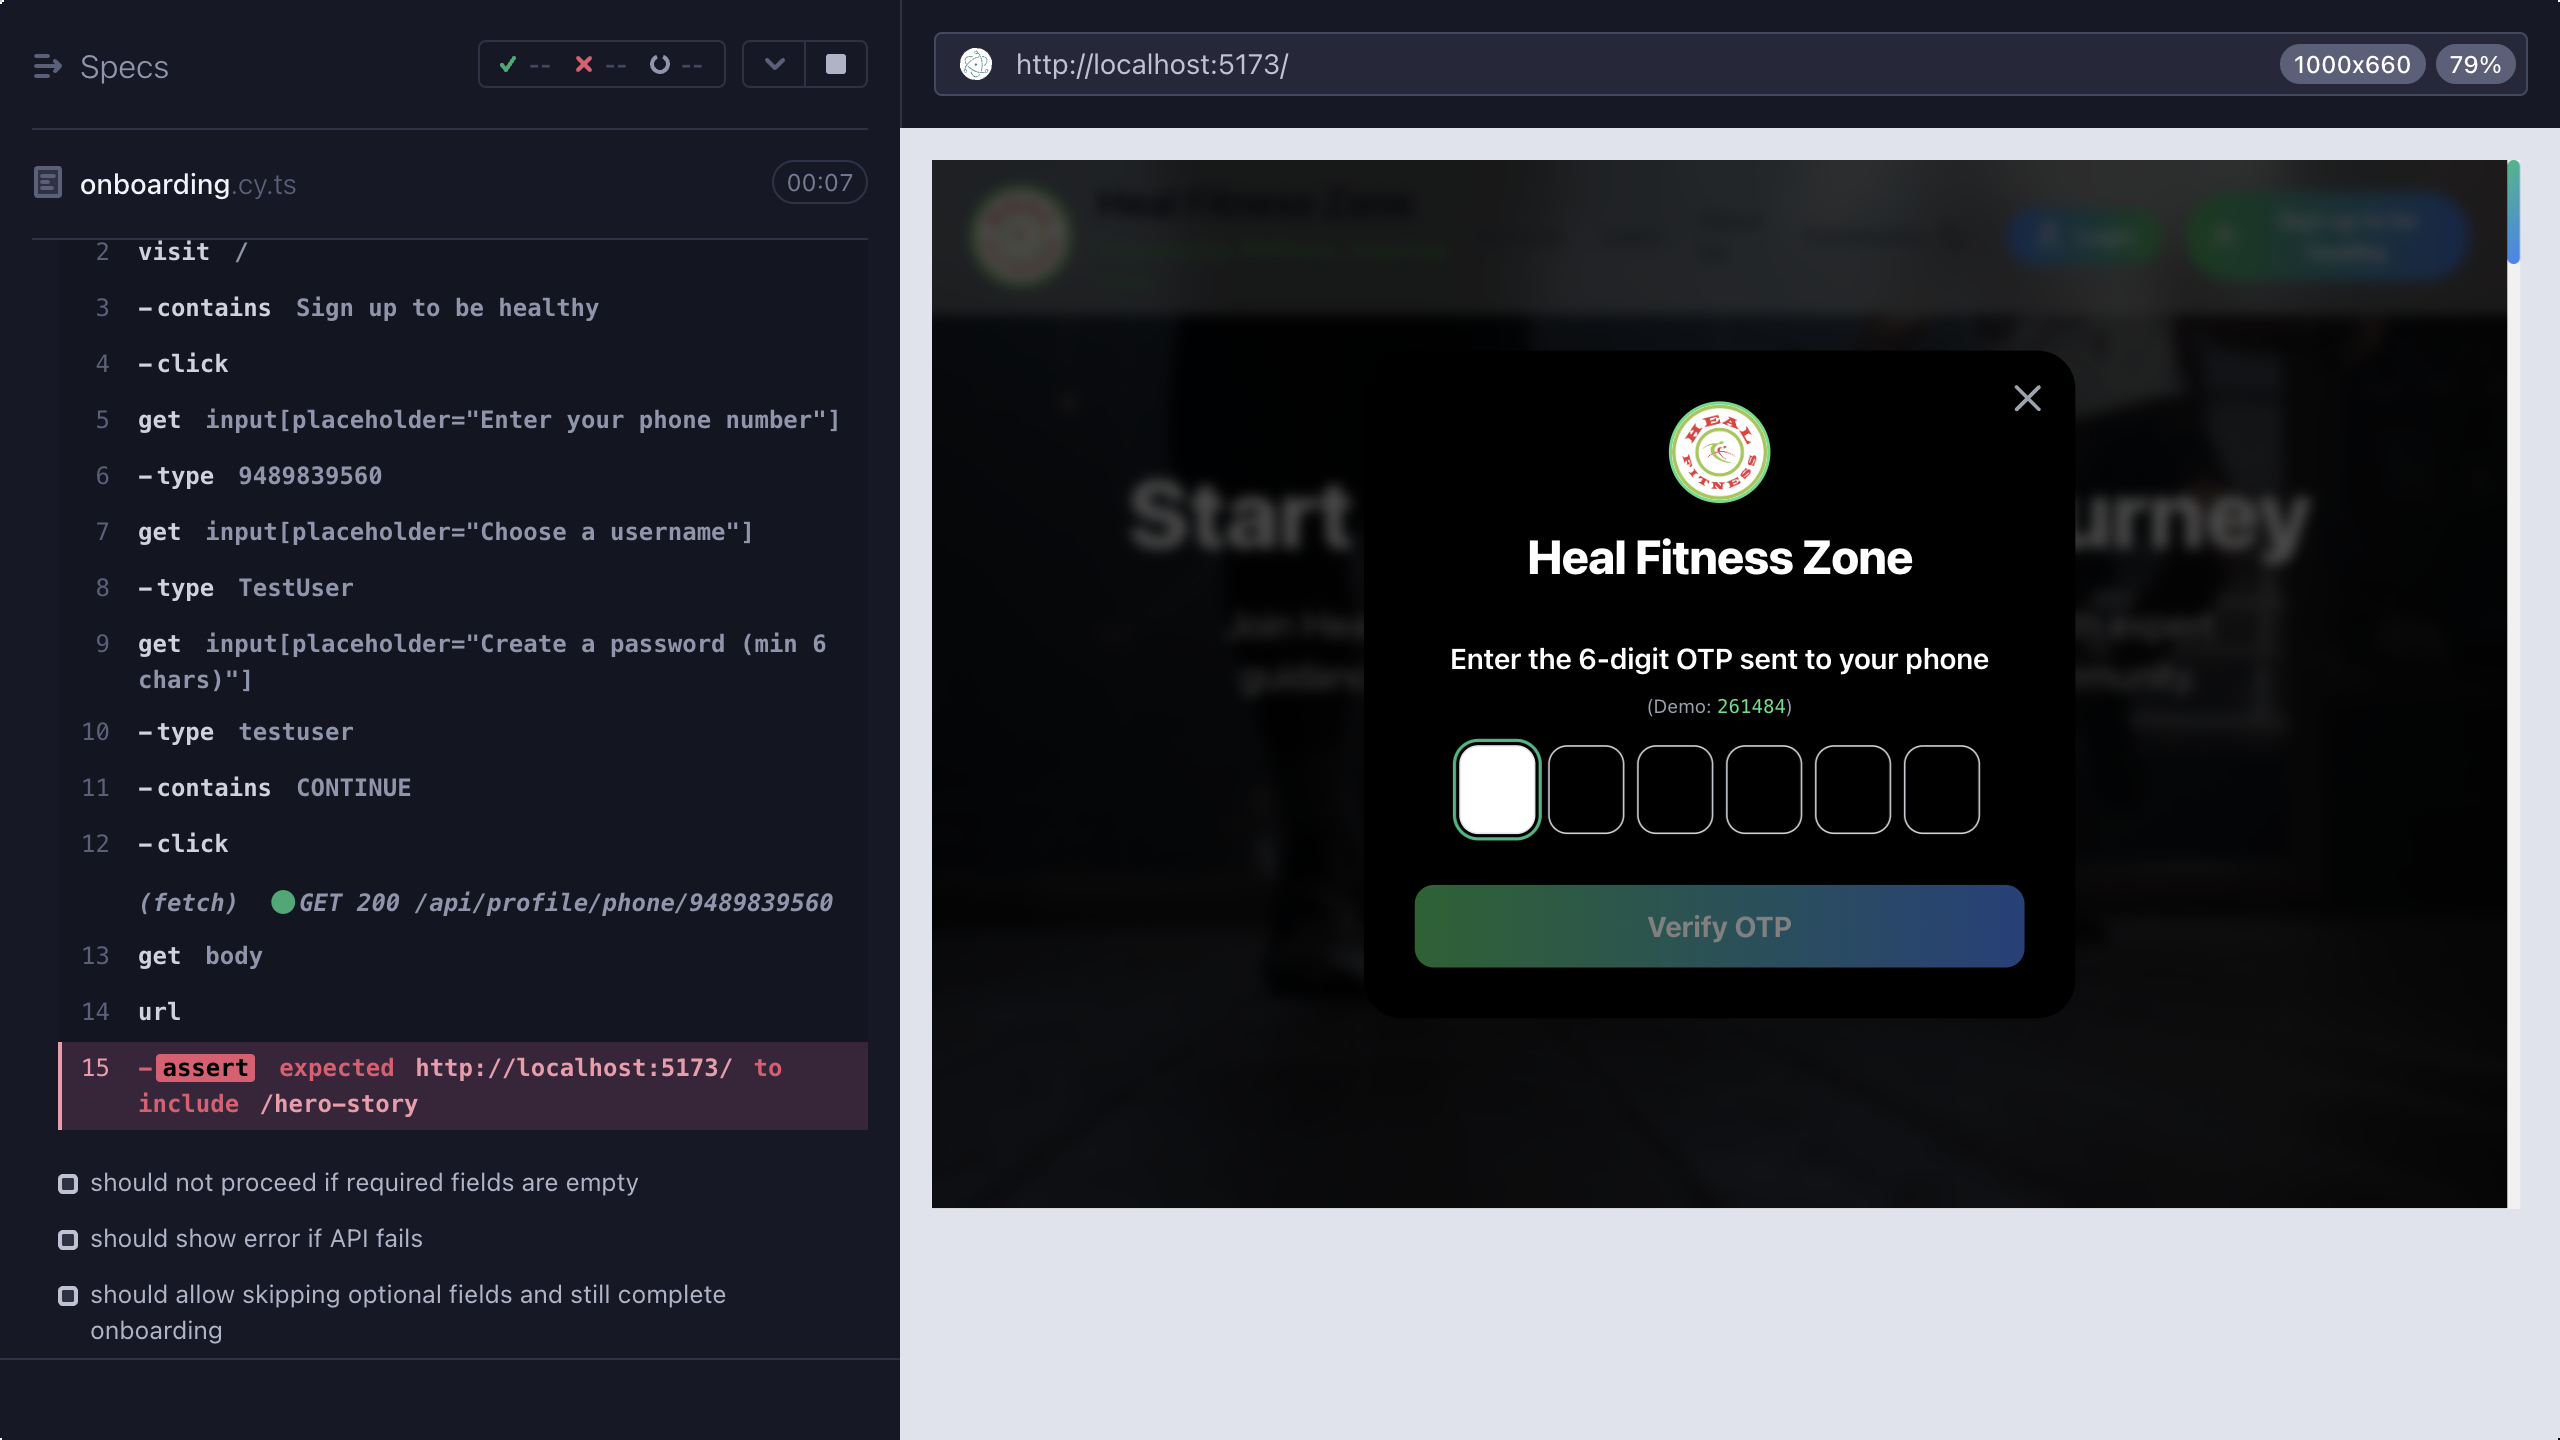 Specs
-- -- --
onboarding.cy.ts
00:07
2 visit /
3 -contains Sign up to be healthy
4 -click
5 get input[placeholder="Enter your phone number"]
6 -type 9489839560
7 get input[placeholder="Choose a username"]
8 -type TestUser
9 get input[placeholder="Create a password (min 6
chars)"]
10 -type testuser
11 -contains CONTINUE
12 -click
(fetch) GET 200 /api/profile/phone/9489839560
13 get body
14 url
15 -assert expected http://localhost:5173/ to
include /hero-story
should not proceed if required fields are empty
should show error if API fails
should allow skipping optional fields and still complete
onboarding
http://localhost:5173/
1000x660
79%
Heal Fitness Zone
Start urney
HEAL
FITNESS
Heal Fitness Zone
Enter the 6-digit OTP sent to your phone
(Demo: 261484)
Verify OTP